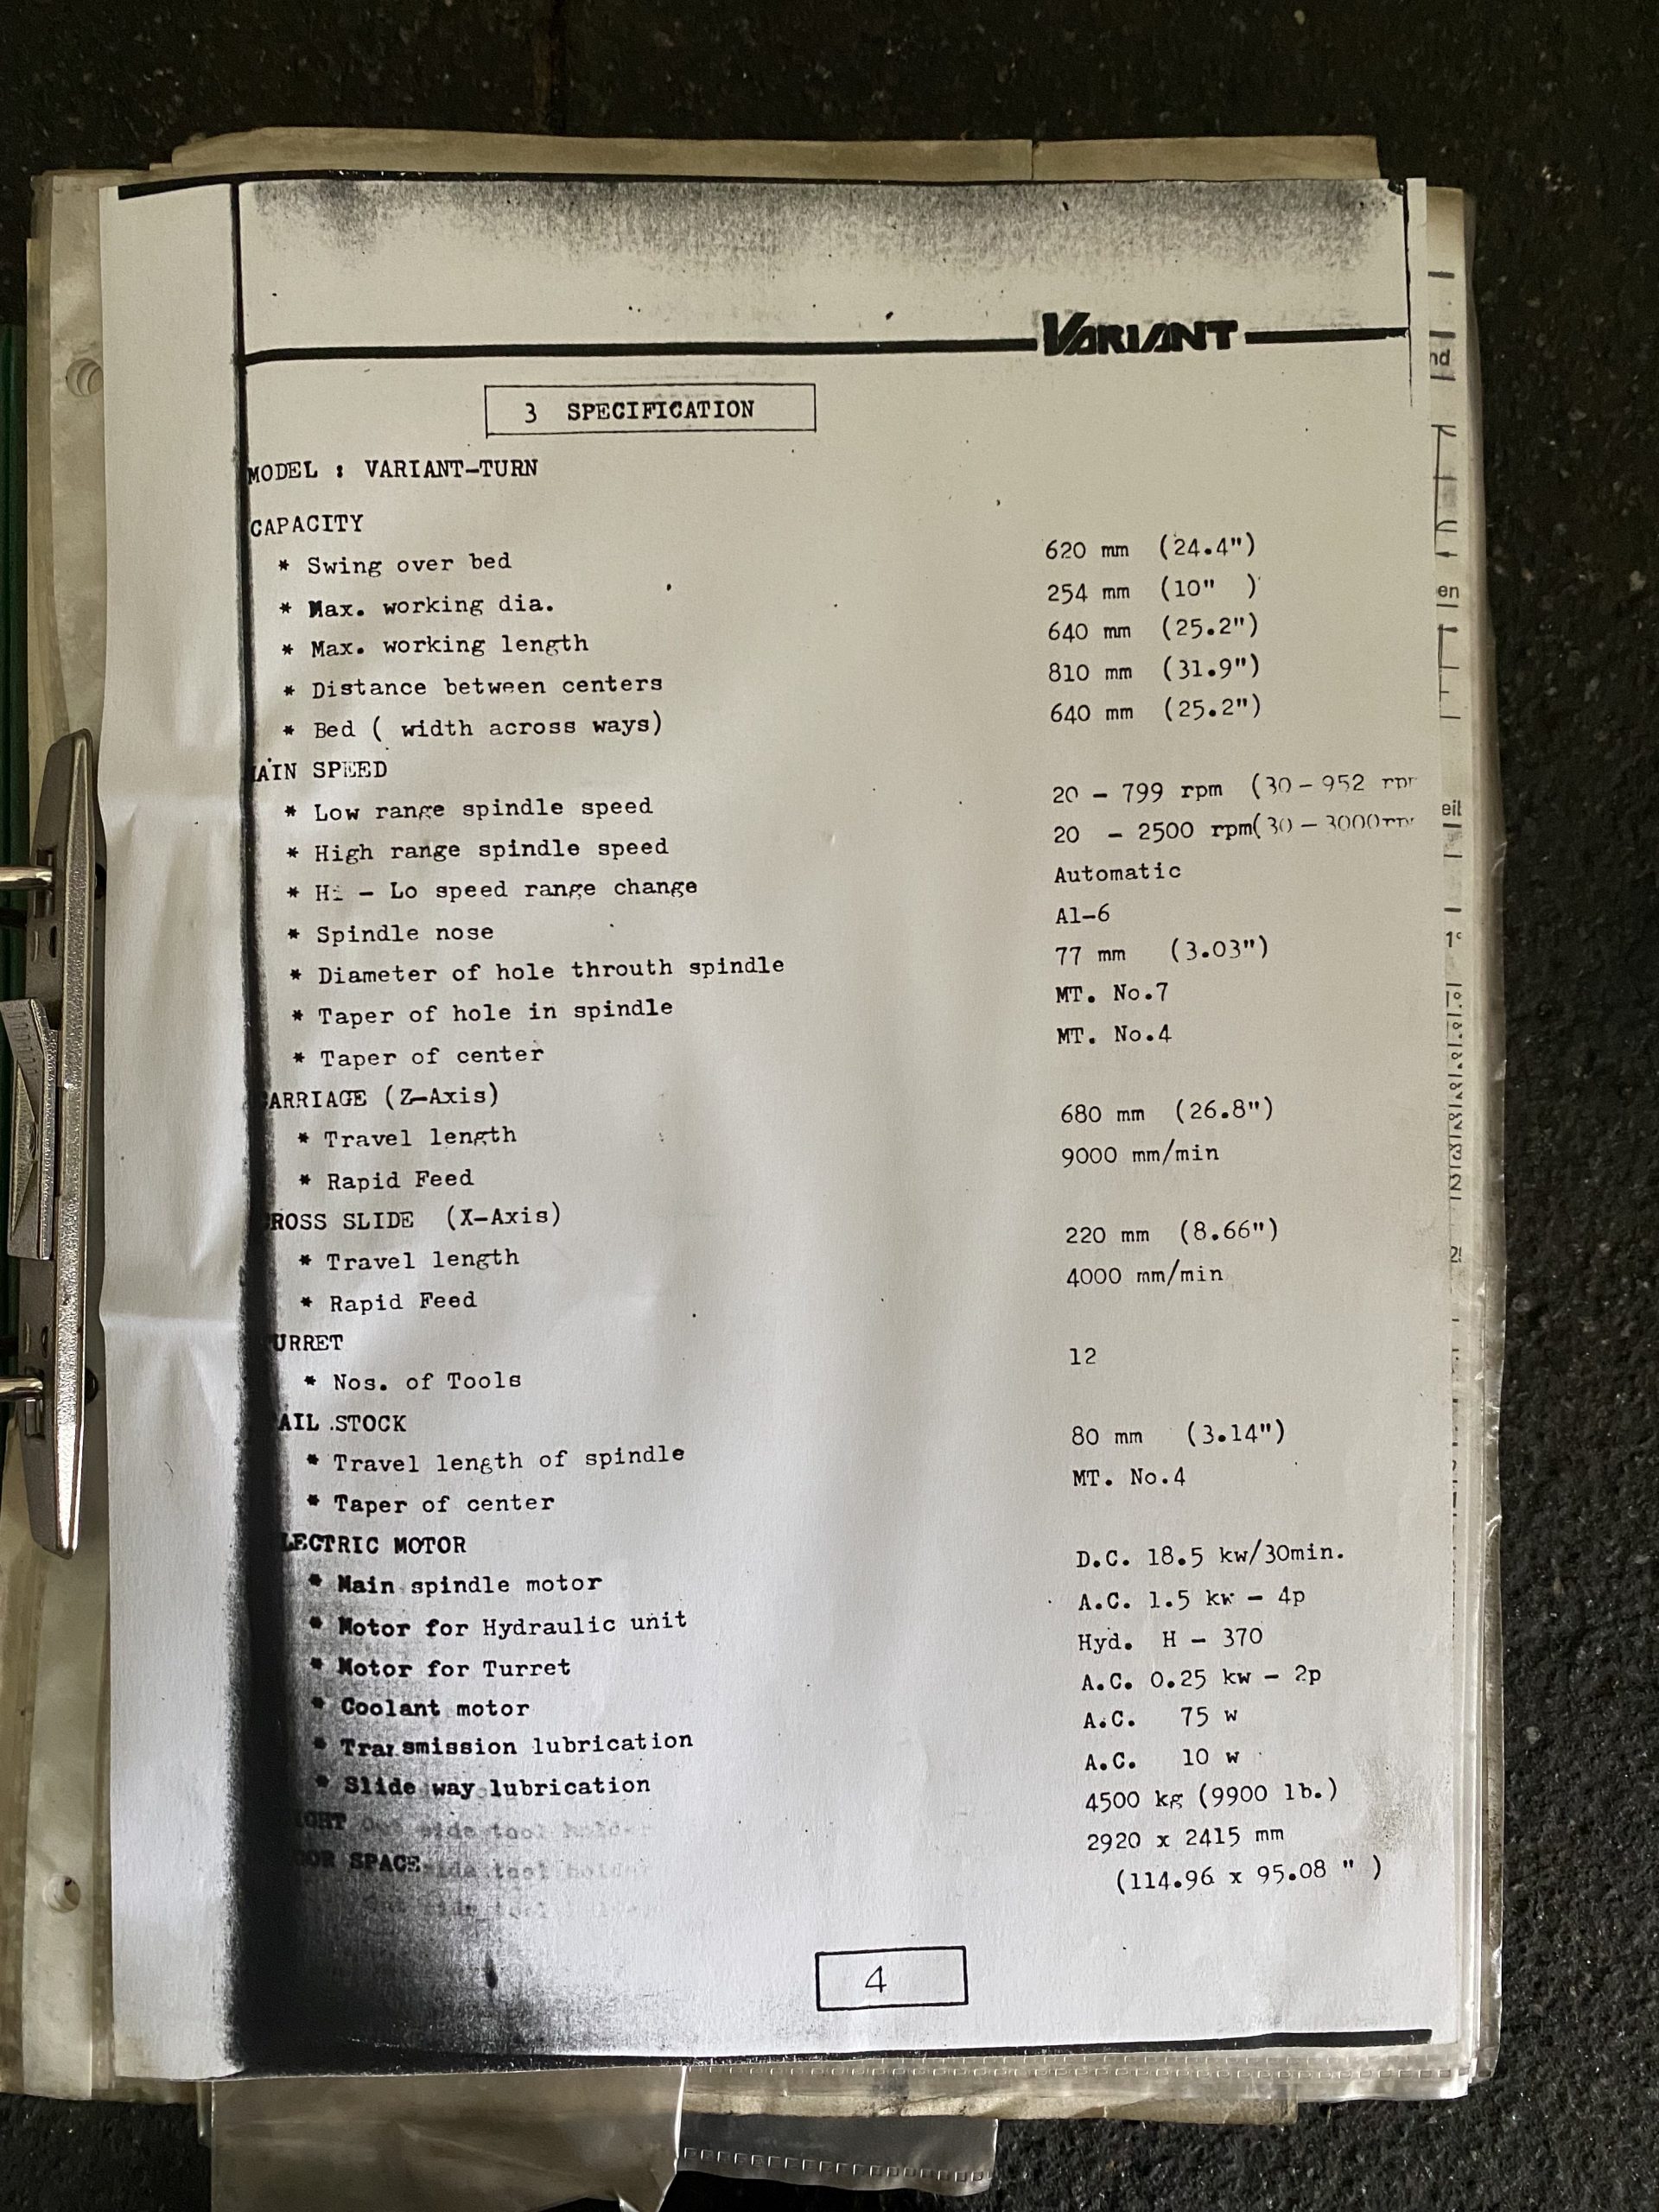 VARIANT
3 SPECIFICATION
MODEL : VARIANT-TURN
CAPACITY
* Swing over bed 620 mm (24.4")
* Max. working dia. 254 mm (10" )
* Max. working length 640 mm (25.2")
* Distance between centers 810 mm (31.9")
* Bed ( width across ways) 640 mm (25.2")
AIN SPEED
* Low range spindle speed 20 - 799 rpm (30 - 952 rpm
* High range spindle speed 20 - 2500 rpm(30 - 3000rpm
* Hi - Lo speed range change Automatic
* Spindle nose A1-6
* Diameter of hole throuth spindle 77 mm (3.03")
* Taper of hole in spindle MT. No.7
* Taper of center MT. No.4
ARRIAGE (Z-Axis)
* Travel length 680 mm (26.8")
* Rapid Feed 9000 mm/min
ROSS SLIDE (X-Axis)
* Travel length 220 mm (8.66")
* Rapid Feed 4000 mm/min
URRET
* Nos. of Tools 12
AIL STOCK
* Travel length of spindle 80 mm (3.14")
* Taper of center MT. No.4
LECTRIC MOTOR
* Main spindle motor D.C. 18.5 kw/30min.
* Motor for Hydraulic unit A.C. 1.5 kw - 4p
* Motor for Turret Hyd. H - 370
* Coolant motor A.C. 0.25 kw - 2p
* Transmission lubrication A.C. 75 w
* Slide way lubrication A.C. 10 w
4500 kg (9900 lb.)
SPACE 2920 x 2415 mm
(114.96 x 95.08 " )
4
nd
en
eil